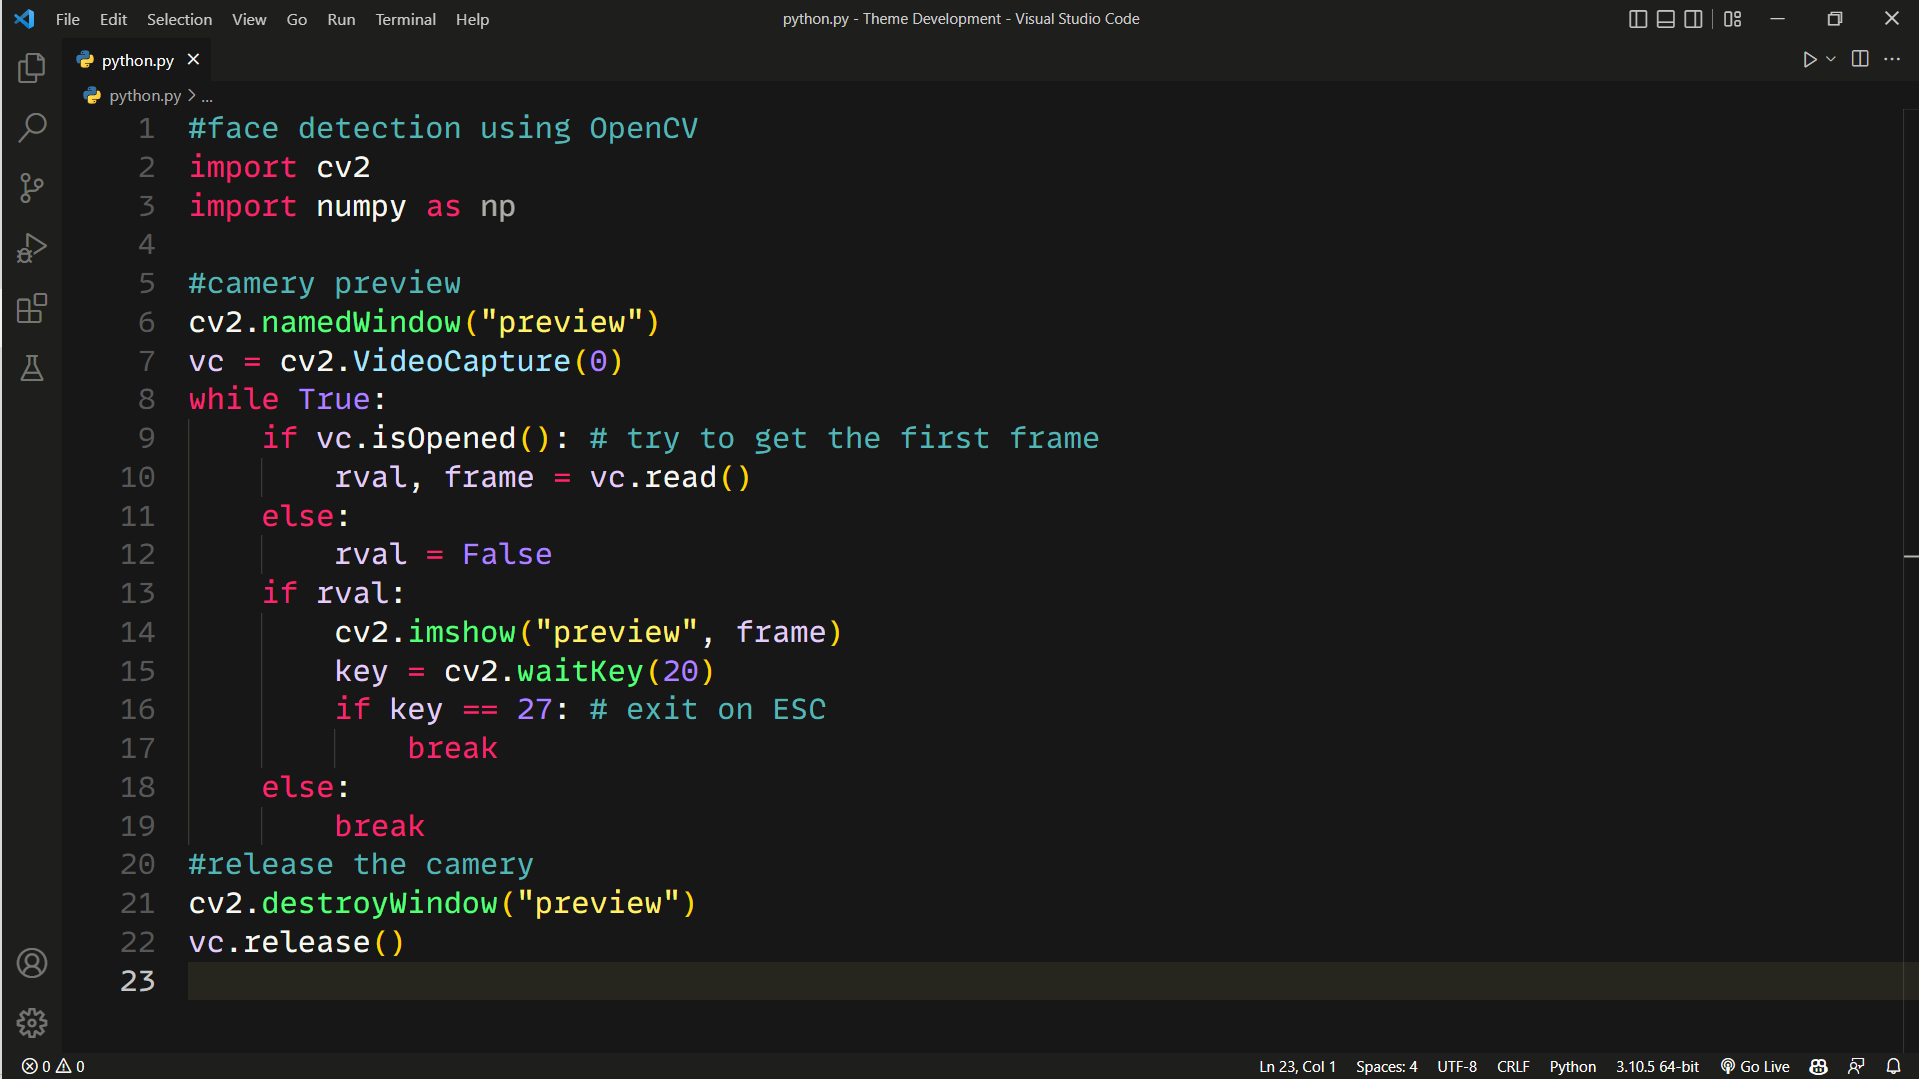 File Edit Selection View Go Run Terminal Help python.py - Theme Development - Visual Studio Code
python.py
python.py > ...
1 #face detection using OpenCV
2 import cv2
3 import numpy as np
4
5 #camery preview
6 cv2.namedWindow("preview")
7 vc = cv2.VideoCapture(0)
8 while True:
9     if vc.isOpened(): # try to get the first frame
10         rval, frame = vc.read()
11     else:
12         rval = False
13     if rval:
14         cv2.imshow("preview", frame)
15         key = cv2.waitKey(20)
16         if key == 27: # exit on ESC
17             break
18     else:
19         break
20 #release the camery
21 cv2.destroyWindow("preview")
22 vc.release()
23
0 0 Ln 23, Col 1 Spaces: 4 UTF-8 CRLF Python 3.10.5 64-bit Go Live